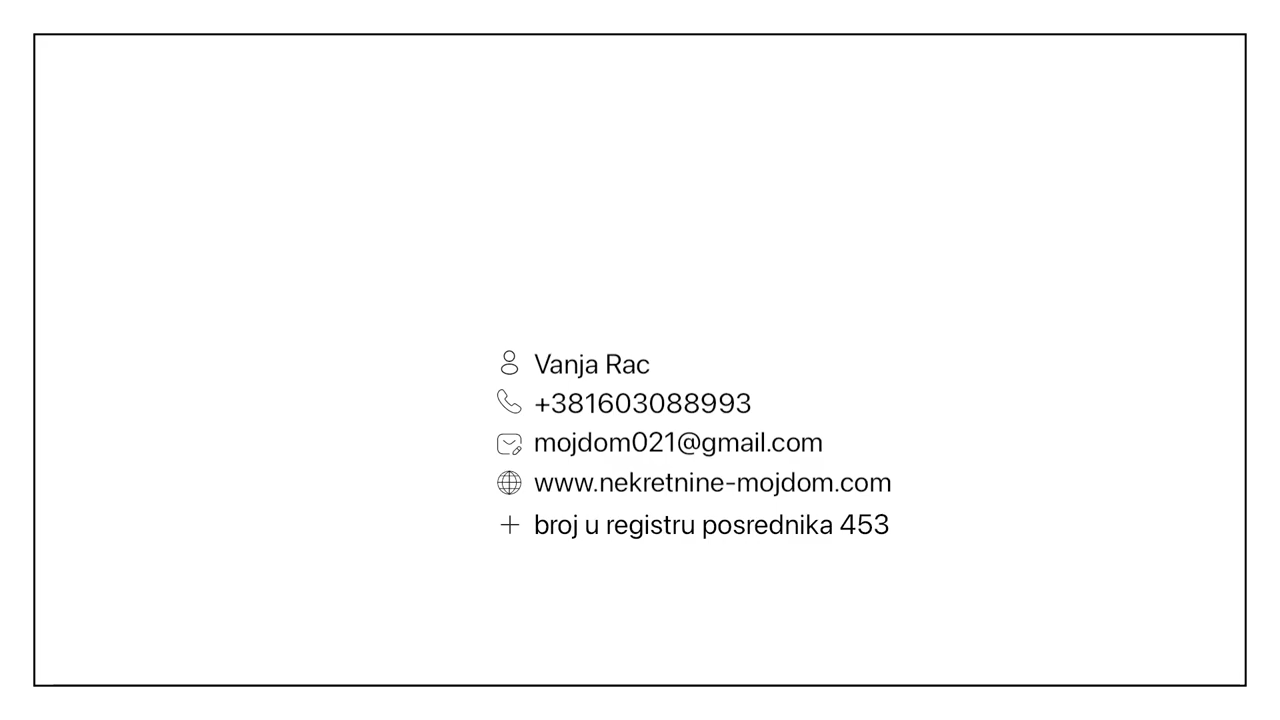 Vanja Rac
+381603088993
mojdom021@gmail.com
www.nekretnine-mojdom.com
broj u registru posrednika 453